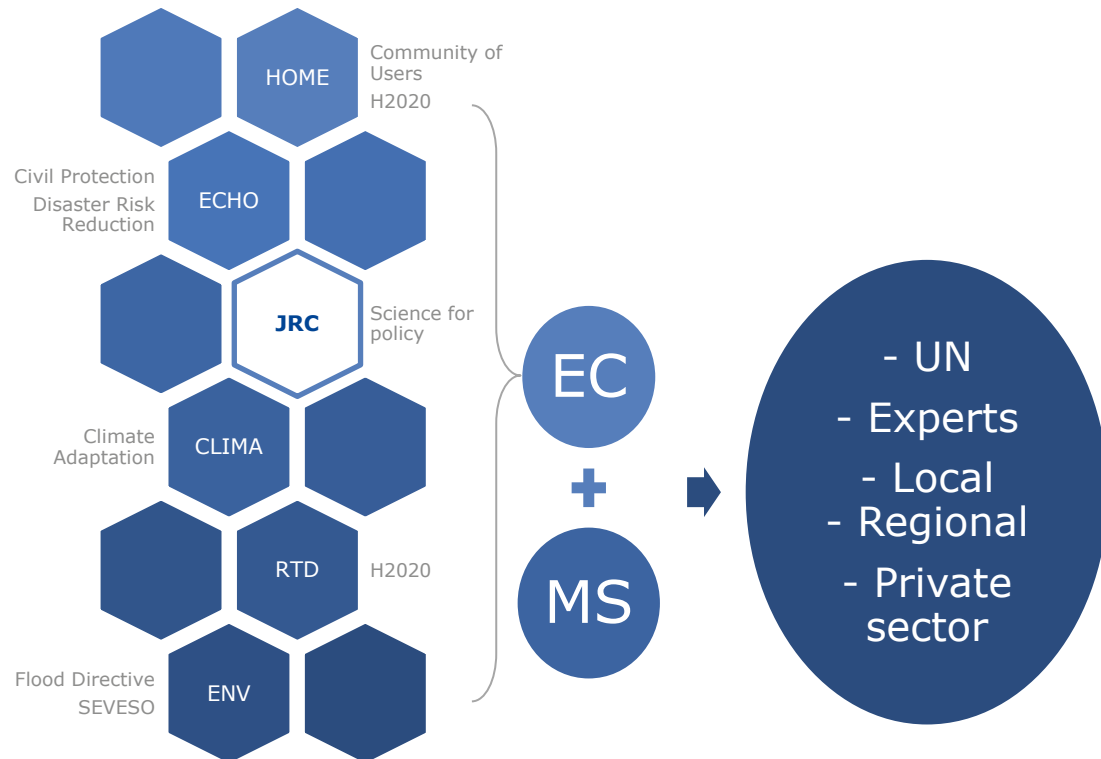 HOME
Community of
Users
H2020
Civil Protection
Disaster Risk
Reduction
ECHO
JRC
Science for
policy
Climate
Adaptation
CLIMA
RTD
H2020
Flood Directive
SEVESO
ENV
EC
MS
- UN
- Experts
- Local
- Regional
- Private
sector